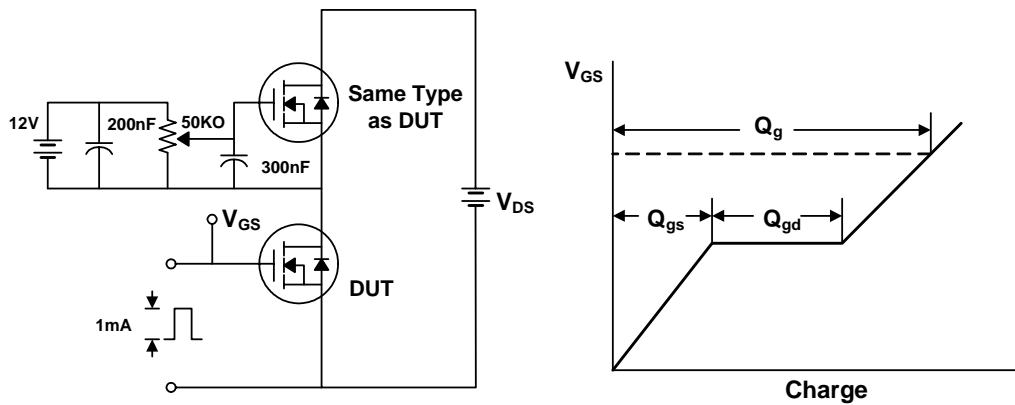 12V
200nF
50KO
300nF
Same Type
as DUT
VGS
VDS
DUT
1mA
VGS
Qg
Qgs
Qgd
Charge